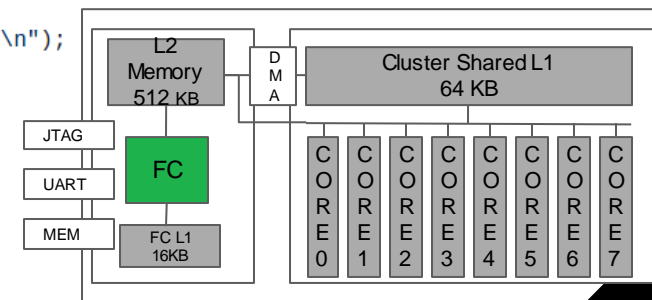 \n");
L2
Memory
512 KB
D
M
A
Cluster Shared L1
64 KB
JTAG
UART
MEM
FC
FC L1
16KB
C
O
R
E
0
C
O
R
E
1
C
O
R
E
2
C
O
R
E
3
C
O
R
E
4
C
O
R
E
5
C
O
R
E
6
C
O
R
E
7